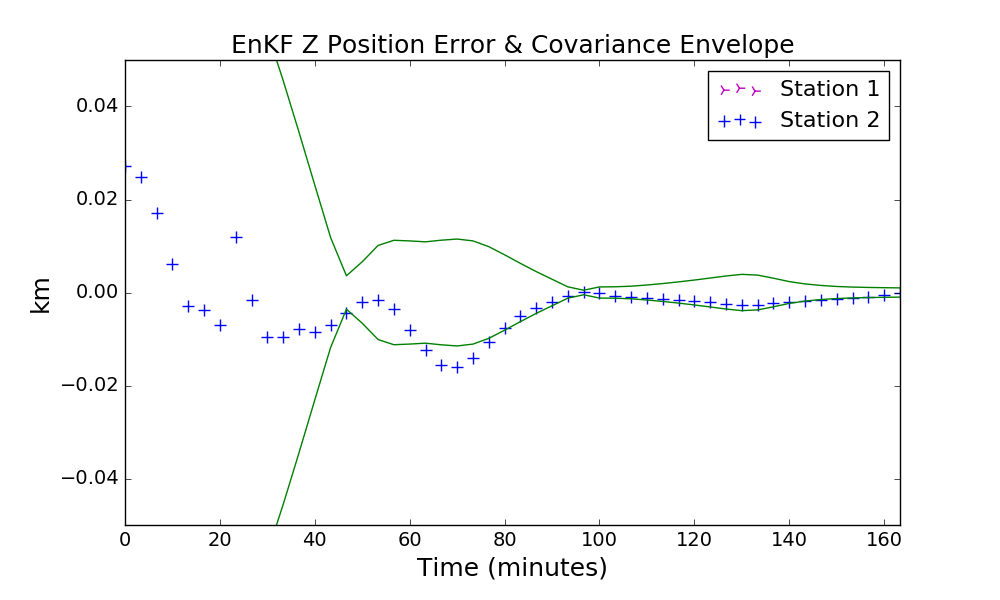 EnKF Z Position Error & Covariance Envelope
Station 1
Station 2
0.04
0.02
0.00
−0.02
−0.04
km
0 20 40 60 80 100 120 140 160
Time (minutes)